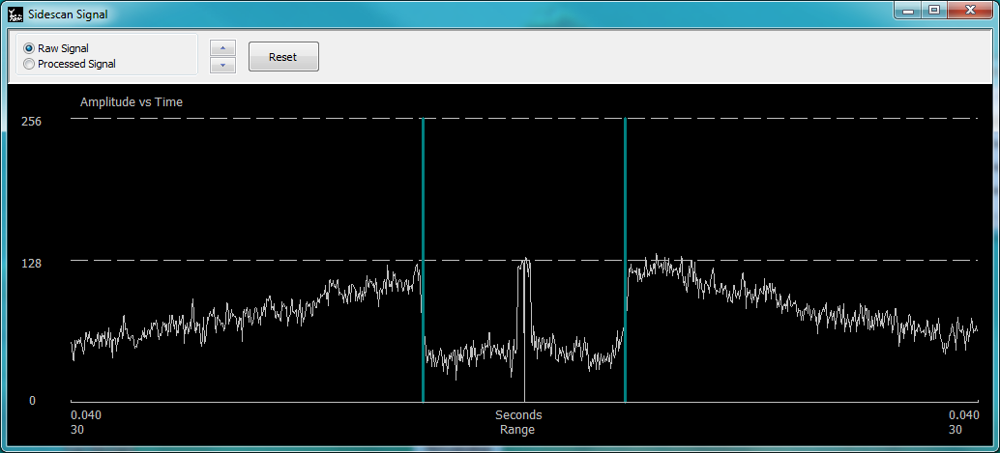 Sidescan Signal
Raw Signal
Processed Signal
Reset
Amplitude vs Time
256
128
0
0.040 Seconds 0.040
30 Range 30